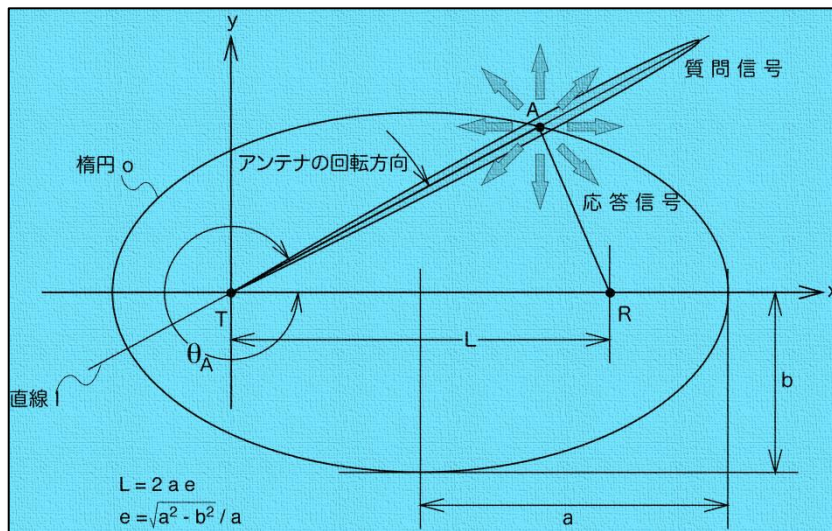 y
質問信号
A
アンテナの回転方向
楕円 o
応答信号
x
T
R
L
θA
b
直線 l
L = 2 a e
e = √a² - b² / a
a